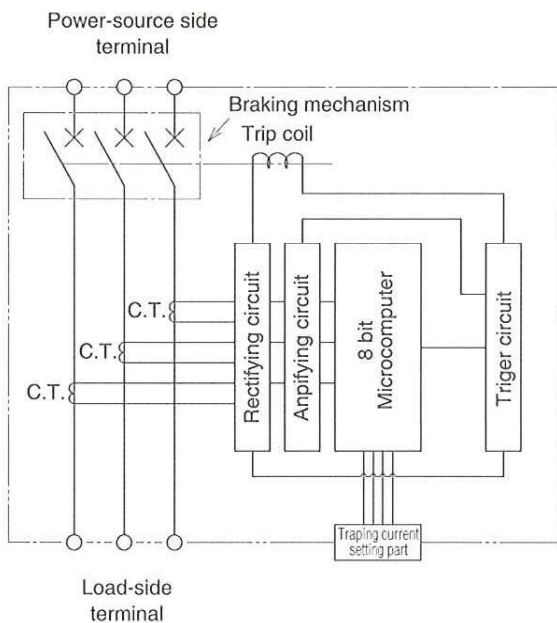 Power-source side
terminal
Braking mechanism
Trip coil
C.T.
C.T.
C.T.
Rectifying circuit
Anpifying circuit
8 bit
Microcomputer
Triger circuit
Traping current
setting part
Load-side
terminal